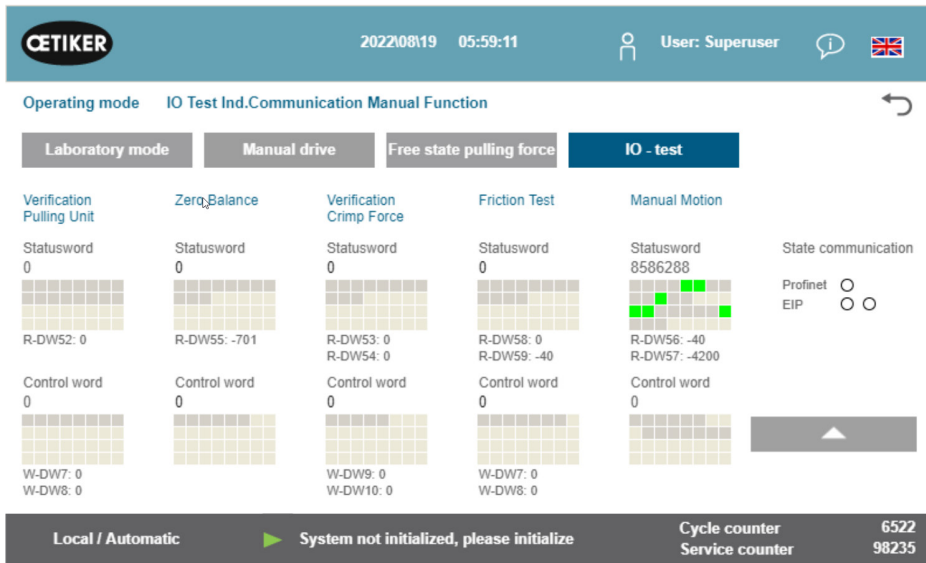 ŒTIKER
2022\08\19 05:59:11
User: Superuser
Operating mode IO Test Ind.Communication Manual Function
Laboratory mode
Manual drive
Free state pulling force
IO - test
Verification
Pulling Unit
Zero Balance
Verification
Crimp Force
Friction Test
Manual Motion
Statusword
0
Statusword
0
Statusword
0
Statusword
0
Statusword
8586288
State communication
Profinet
EIP
R-DW52: 0
R-DW55: -701
R-DW53: 0
R-DW54: 0
R-DW58: 0
R-DW59: -40
R-DW56: -40
R-DW57: -4200
Control word
0
Control word
0
Control word
0
Control word
0
Control word
0
W-DW7: 0
W-DW8: 0
W-DW9: 0
W-DW10: 0
W-DW7: 0
W-DW8: 0
Local / Automatic
System not initialized, please initialize
Cycle counter 6522
Service counter 98235